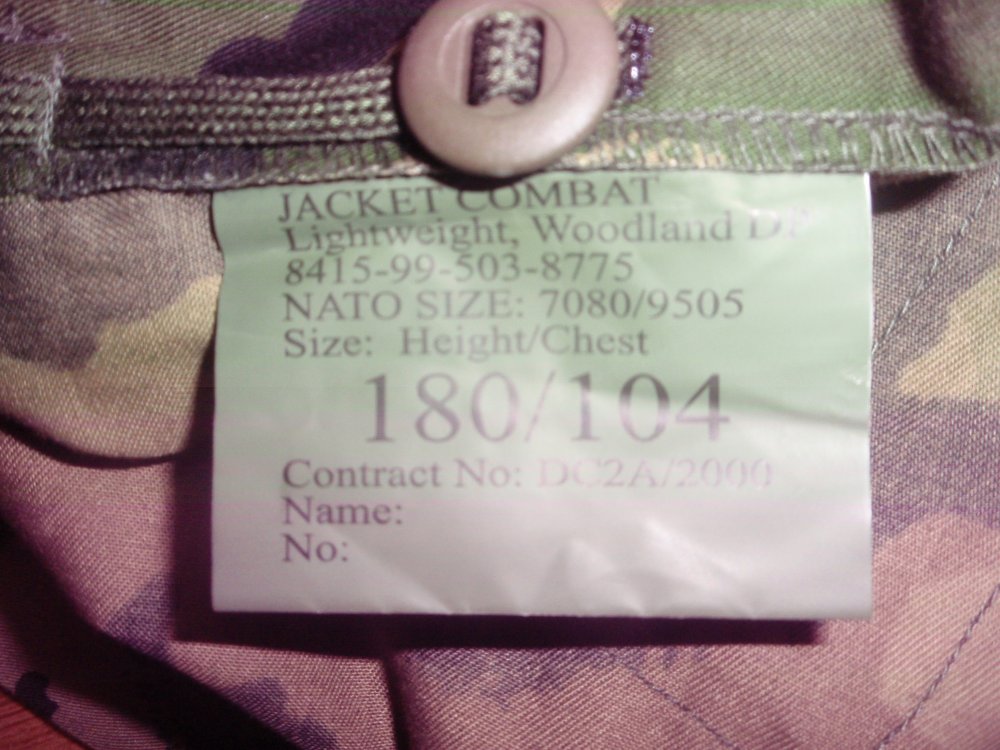 JACKET COMBAT
Lightweight, Woodland DP
8415-99-503-8775
NATO SIZE: 7080/9505
Size: Height/Chest
180/104
Contract No: DC2A/2000
Name:
No: